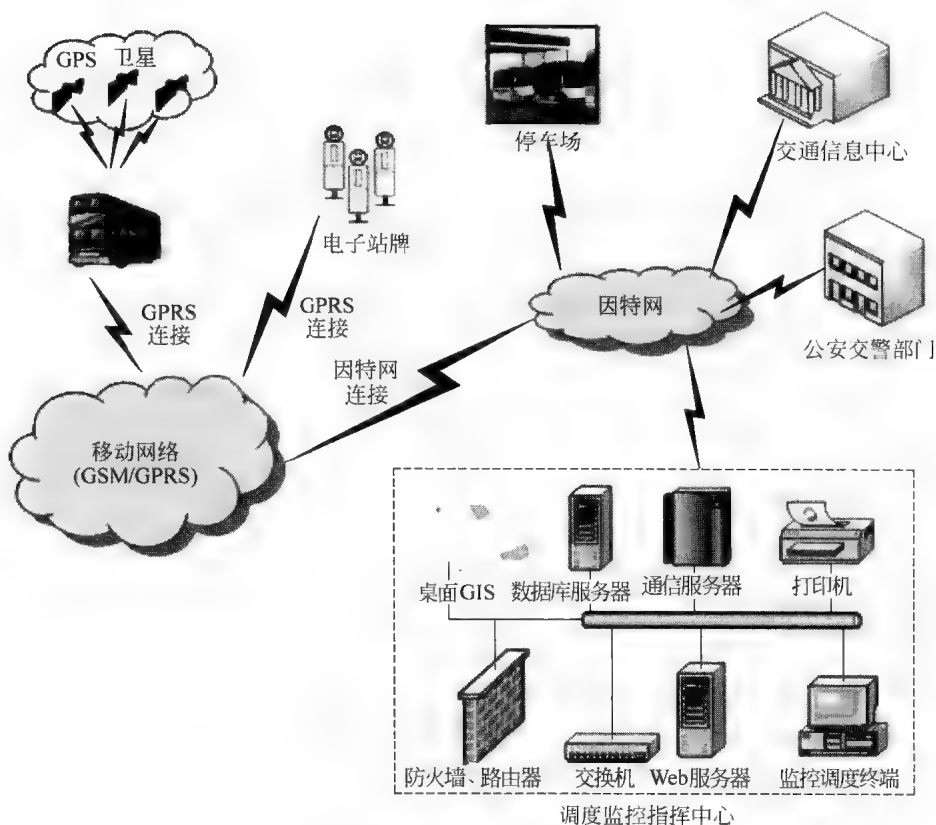 GPS 卫星
停车场
交通信息中心
电子站牌
GPRS
连接
GPRS
连接
因特网
公安交警部门
因特网
连接
移动网络
(GSM/GPRS)
桌面GIS
数据库服务器
通信服务器
打印机
防火墙、路由器
交换机
Web服务器
监控调度终端
调度监控指挥中心